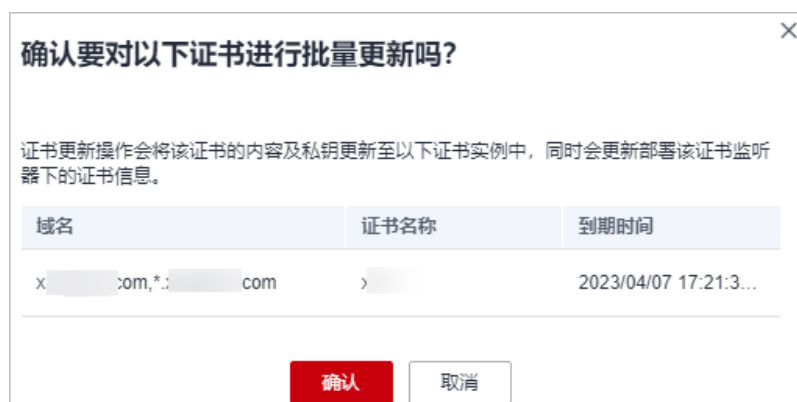 确认要对以下证书进行批量更新吗？
证书更新操作会将该证书的内容及私钥更新至以下证书实例中，同时会更新部署该证书监听
器下的证书信息。
域名 证书名称 到期时间
x com,*. com x 2023/04/07 17:21:3...
确认 取消